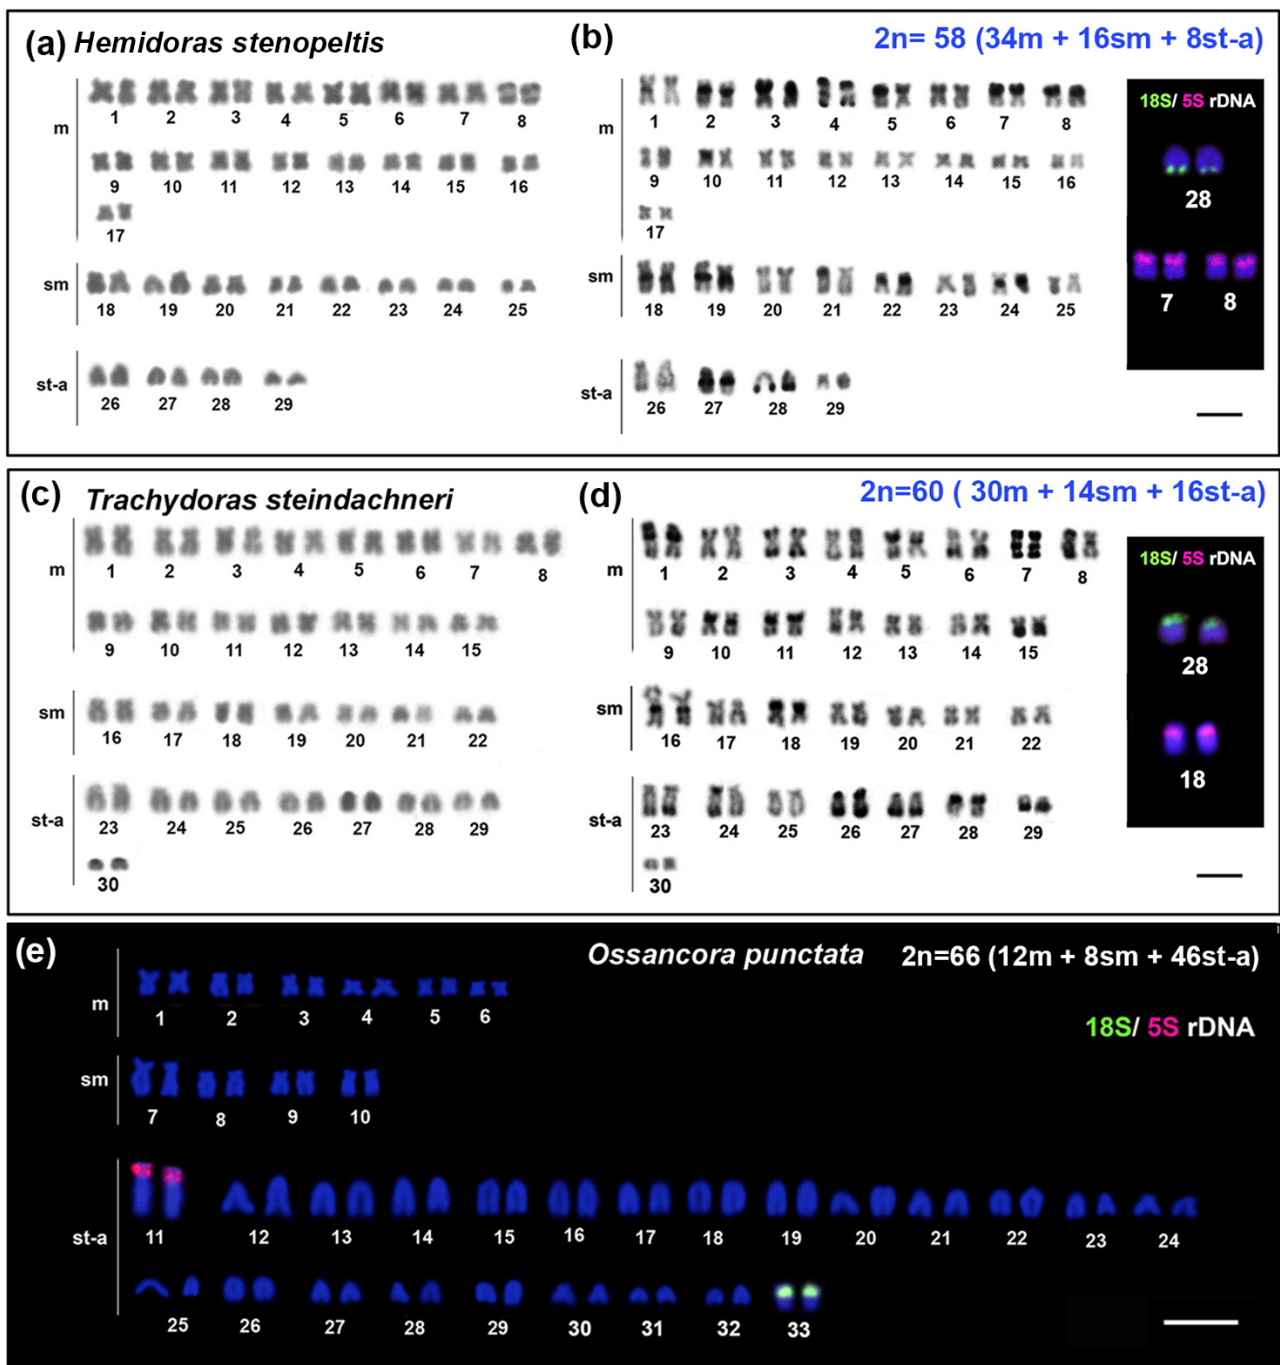 (a) Hemidoras stenopeltis
(b)
2n= 58 (34m + 16sm + 8st-a)
m
1 2 3 4 5 6 7 8
9 10 11 12 13 14 15 16
17
sm
18 19 20 21 22 23 24 25
st-a
26 27 28 29
m
1 2 3 4 5 6 7 8
9 10 11 12 13 14 15 16
17
sm
18 19 20 21 22 23 24 25
st-a
26 27 28 29
18S/ 5S rDNA
28
7 8
(c) Trachydoras steindachneri
(d)
2n=60 ( 30m + 14sm + 16st-a)
m
1 2 3 4 5 6 7 8
9 10 11 12 13 14 15
sm
16 17 18 19 20 21 22
st-a
23 24 25 26 27 28 29
30
m
1 2 3 4 5 6 7 8
9 10 11 12 13 14 15
sm
16 17 18 19 20 21 22
st-a
23 24 25 26 27 28 29
30
18S/ 5S rDNA
28
18
(e)
Ossancora punctata 2n=66 (12m + 8sm + 46st-a)
18S/ 5S rDNA
m
1 2 3 4 5 6
sm
7 8 9 10
st-a
11 12 13 14 15 16 17 18 19 20 21 22 23 24
25 26 27 28 29 30 31 32 33